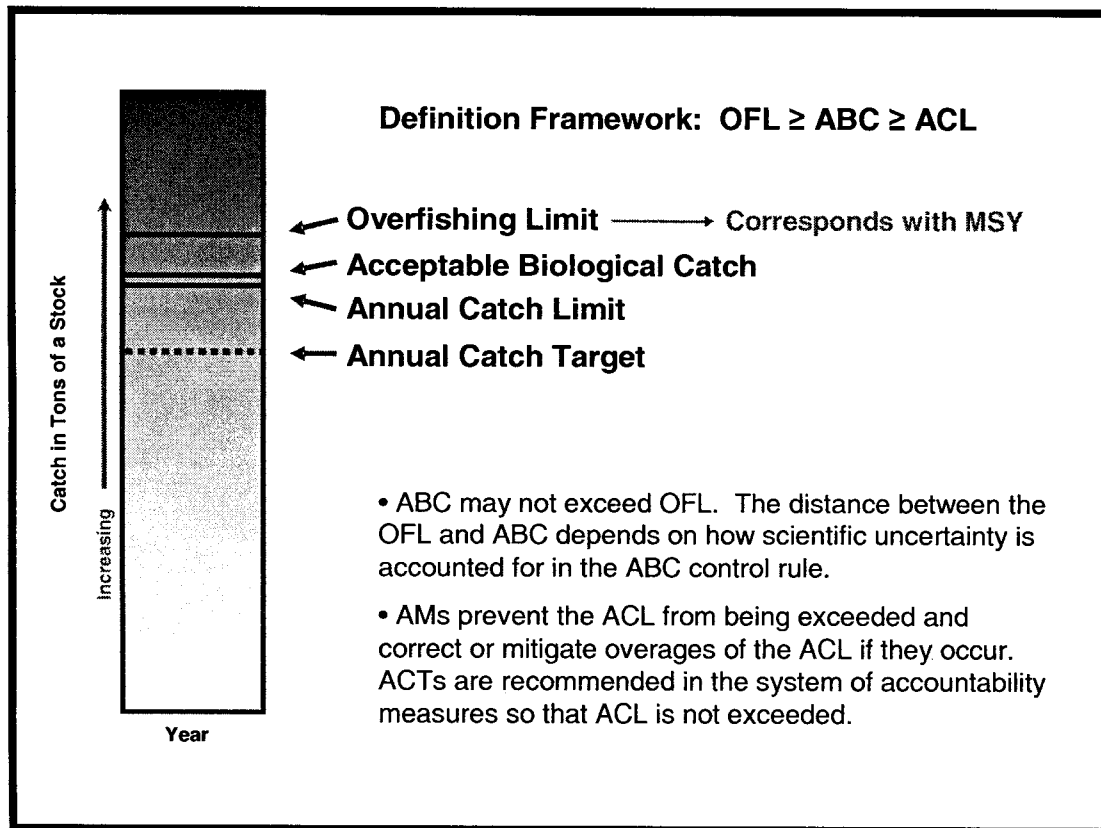 Definition Framework: OFL ≥ ABC ≥ ACL
Overfishing Limit
Corresponds with MSY
Acceptable Biological Catch
Annual Catch Limit
Annual Catch Target
Catch in Tons of a Stock
Increasing
Year
• ABC may not exceed OFL. The distance between the
OFL and ABC depends on how scientific uncertainty is
accounted for in the ABC control rule.
• AMs prevent the ACL from being exceeded and
correct or mitigate overages of the ACL if they occur.
ACTs are recommended in the system of accountability
measures so that ACL is not exceeded.